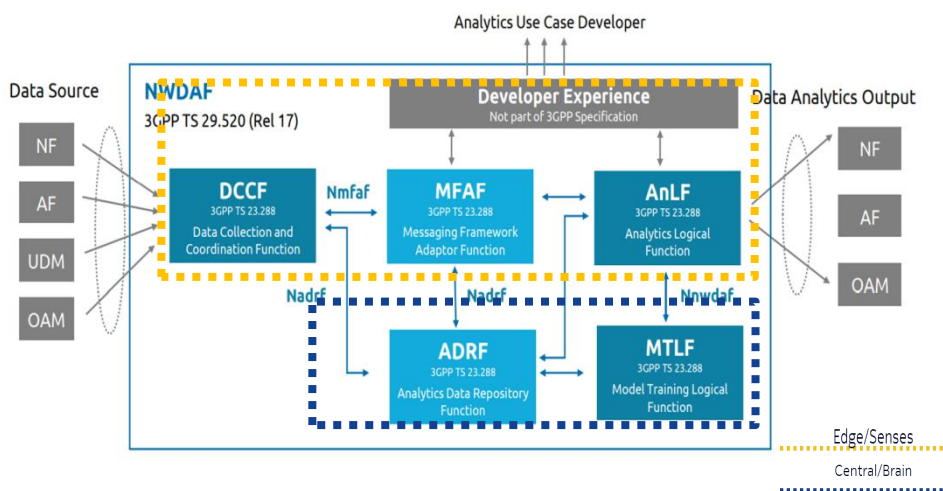 Analytics Use Case Developer
Data Source
NWDAF
3GPP TS 29.520 (Rel 17)
Developer Experience
Not part of 3GPP Specification
Data Analytics Output
NF
AF
UDM
OAM
DCCF
3GPP TS 23.288
Data Collection and
Coordination Function
Nmfaf
MFAF
3GPP TS 23.288
Messaging Framework
Adaptor Function
AnLF
3GPP TS 23.288
Analytics Logical
Function
NF
AF
OAM
Nadrf
Nadrf
Nnwdaf
ADRF
3GPP TS 23.288
Analytics Data Repository
Function
MTLF
3GPP TS 23.288
Model Training Logical
Function
Edge/Senses
Central/Brain